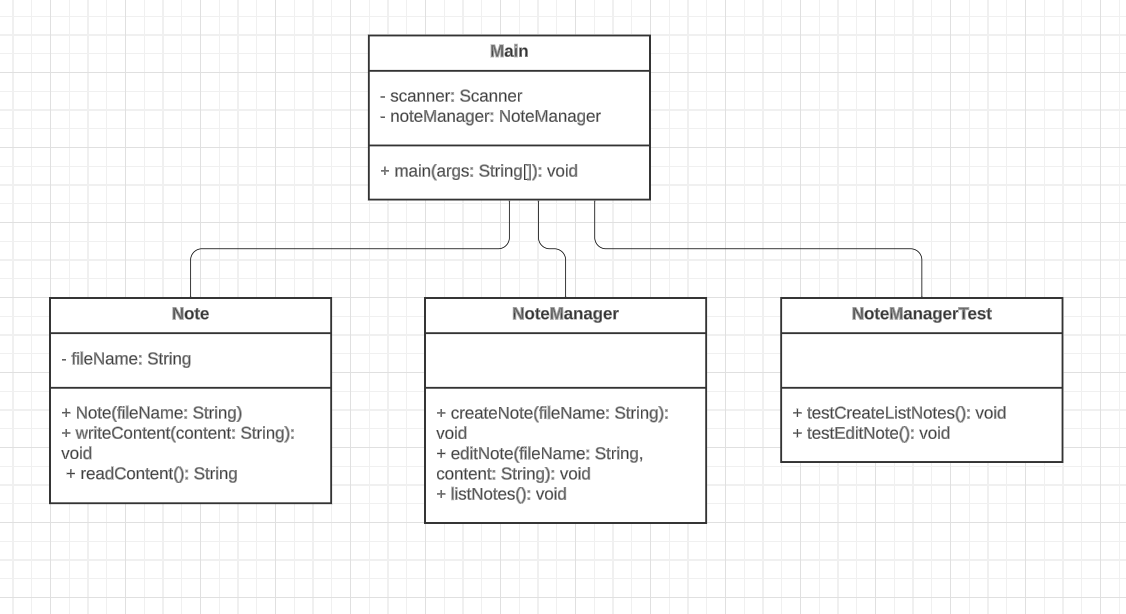 Main
- scanner: Scanner
- noteManager: NoteManager
+ main(args: String[]): void
Note
- fileName: String
+ Note(fileName: String)
+ writeContent(content: String):
void
+ readContent(): String
NoteManager
+ createNote(fileName: String):
void
+ editNote(fileName: String,
content: String): void
+ listNotes(): void
NoteManagerTest
+ testCreateListNotes(): void
+ testEditNote(): void